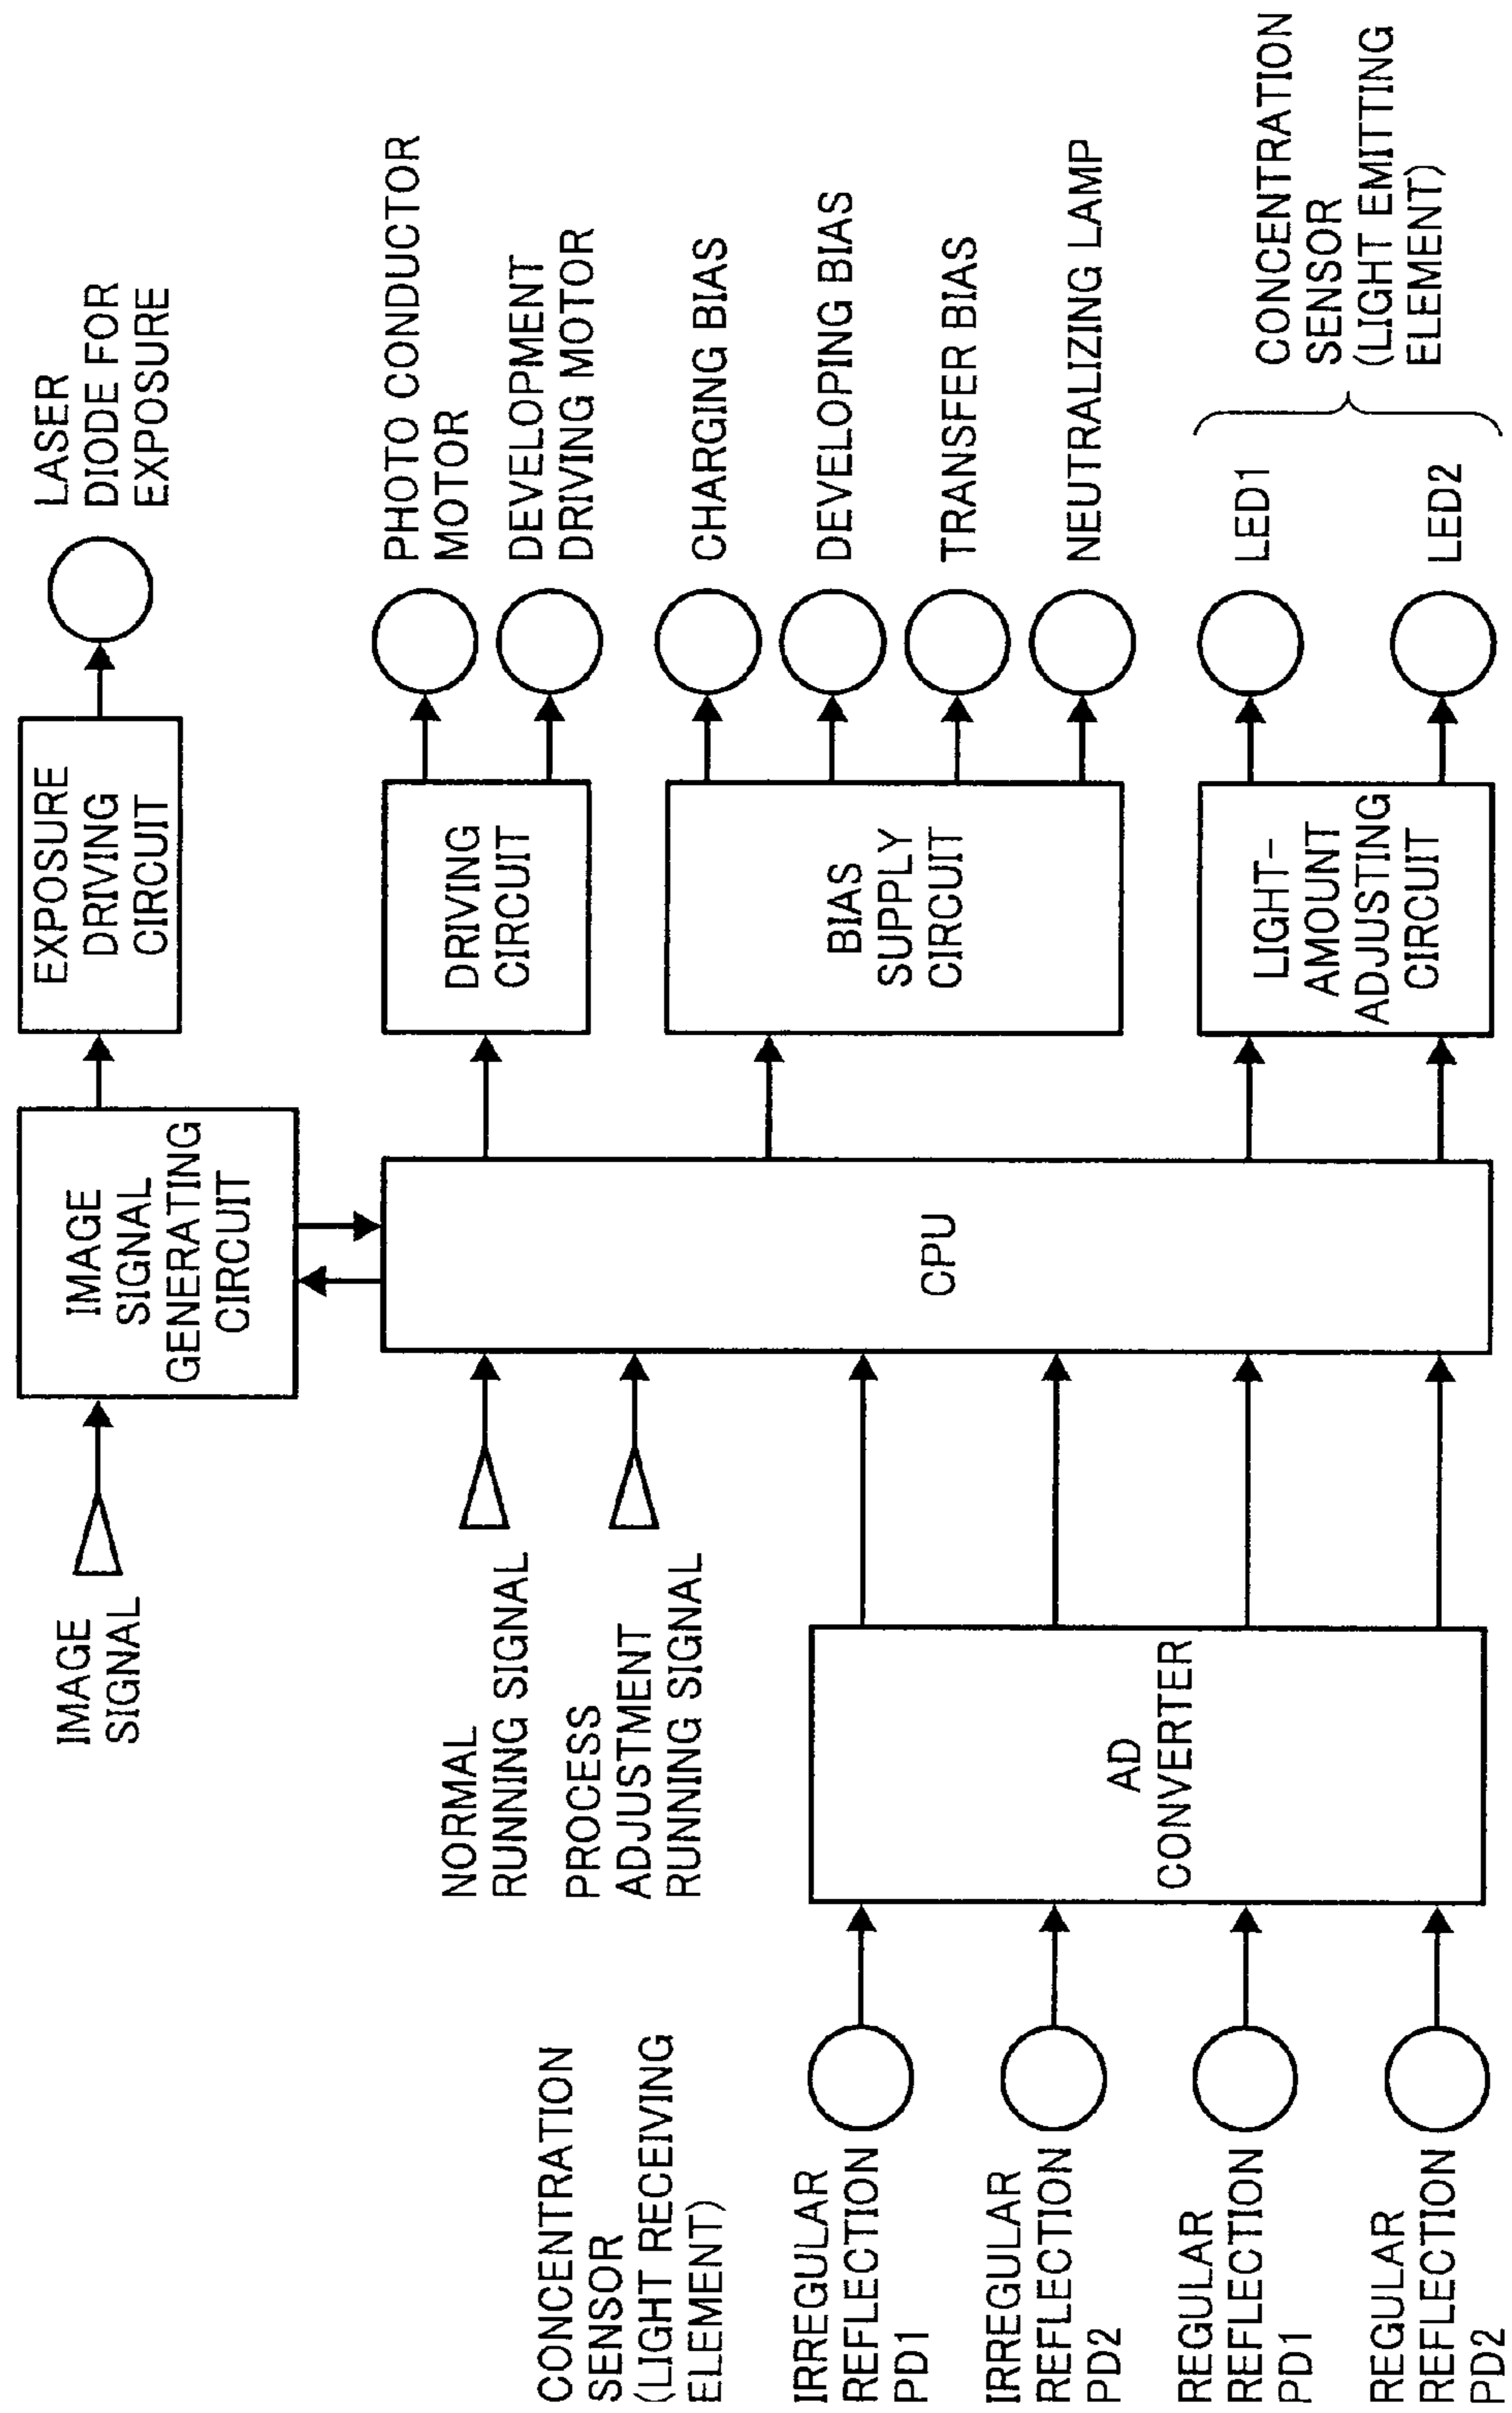 IMAGE
SIGNAL
IMAGE
SIGNAL
GENERATING
CIRCUIT
EXPOSURE
DRIVING
CIRCUIT
LASER
DIODE FOR
EXPOSURE
NORMAL
RUNNING SIGNAL
PROCESS
ADJUSTMENT
RUNNING SIGNAL
CPU
DRIVING
CIRCUIT
PHOTO CONDUCTOR
MOTOR
DEVELOPMENT
DRIVING MOTOR
BIAS
SUPPLY
CIRCUIT
CHARGING BIAS
DEVELOPING BIAS
TRANSFER BIAS
NEUTRALIZING LAMP
CONCENTRATION
SENSOR
(LIGHT RECEIVING
ELEMENT)
IRREGULAR
REFLECTION
PD1
IRREGULAR
REFLECTION
PD2
REGULAR
REFLECTION
PD1
REGULAR
REFLECTION
PD2
AD
CONVERTER
LIGHT-
AMOUNT
ADJUSTING
CIRCUIT
LED1
LED2
CONCENTRATION
SENSOR
(LIGHT EMITTING
ELEMENT)